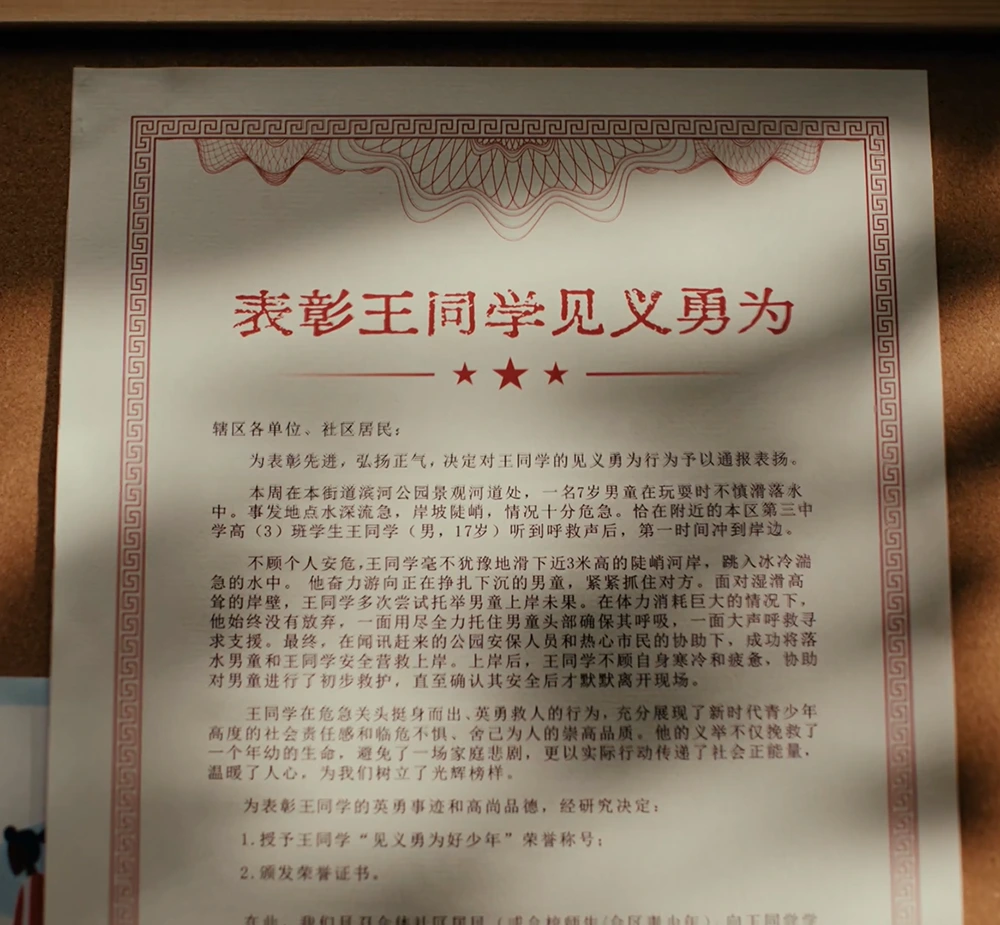 表彰王同学见义勇为
辖区各单位、社区居民：
为表彰先进，弘扬正气，决定对王同学的见义勇为行为予以通报表扬。
本周在本街道滨河公园景观河道处，一名7岁男童在玩耍时不慎滑落水
中。事发地点水深流急，岸坡陡峭，情况十分危急。恰在附近的本区第三中
学高（3）班学生王同学（男，17岁）听到呼救声后，第一时间冲到岸边。
不顾个人安危，王同学毫不犹豫地滑下近3米高的陡峭河岸，跳入冰冷湍
急的水中。 他奋力游向正在挣扎下沉的男童，紧紧抓住对方。面对湿滑高
耸的岸壁，王同学多次尝试托举男童上岸未果。在体力消耗巨大的情况下，
他始终没有放弃，一面用尽全力托住男童头部确保其呼吸，一面大声呼救寻
求支援。最终，在闻讯赶来的公园安保人员和热心市民的协助下，成功将落
水男童和王同学安全营救上岸。上岸后，王同学不顾自身寒冷和疲惫，协助
对男童进行了初步救护，直至确认其安全后才默默离开现场。
王同学在危急关头挺身而出、英勇救人的行为，充分展现了新时代青少年
高度的社会责任感和临危不惧、舍己为人的崇高品质。他的义举不仅挽救了
一个年幼的生命，避免了一场家庭悲剧，更以实际行动传递了社会正能量，
温暖了人心，为我们树立了光辉榜样。
为表彰王同学的英勇事迹和高尚品德，经研究决定：
1.授予王同学“见义勇为好少年”荣誉称号；
2.颁发荣誉证书。